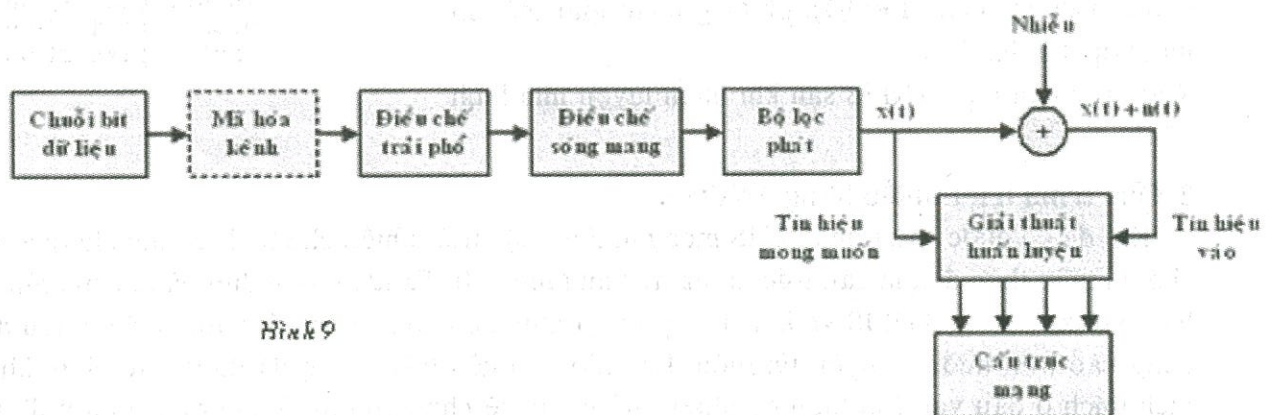 Nhiễu
Chuỗi bit
dữ liệu
Mã hóa
kênh
Điều chế
trải phổ
Điều chế
sóng mang
Bộ lọc
phát
x(t)
+
x(t) + n(t)
Tín hiệu
mong muốn
Giải thuật
huấn luyện
Tín hiệu
vào
Hình 9
Cấu trúc
mạng